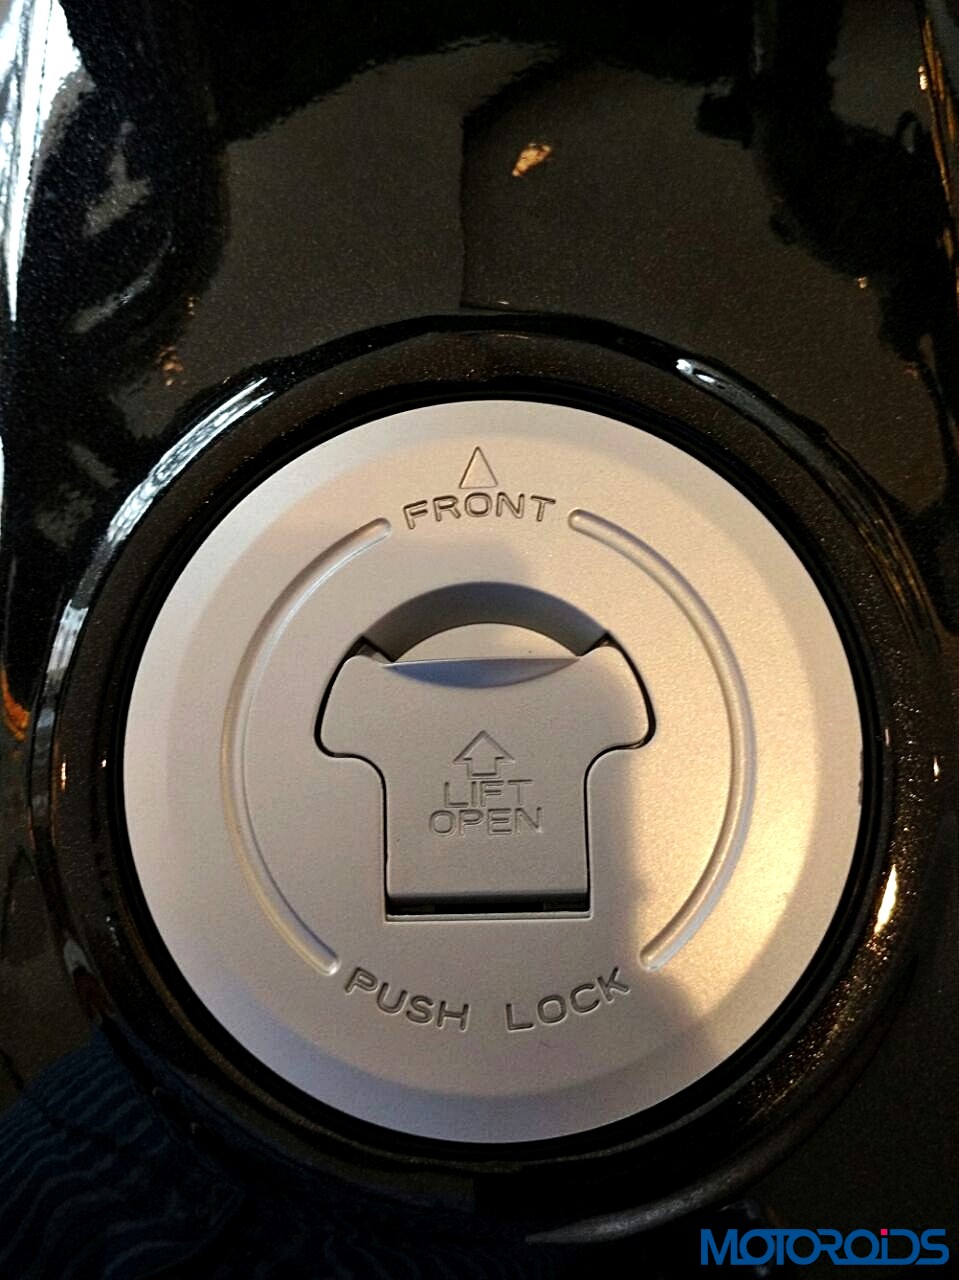 FRONT
LIFT
OPEN
PUSH LOCK
MOTOROiDS